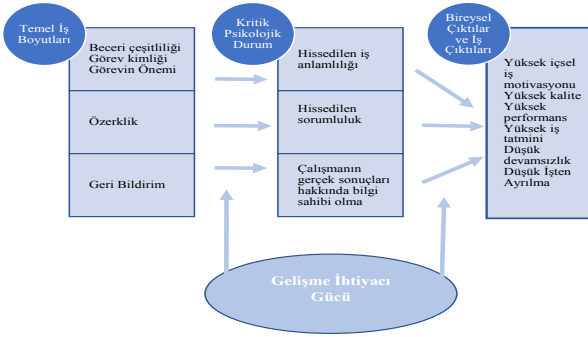 Temel İş
Boyutları
Kritik
Psikolojik
Durum
Bireysel
Çıktılar
ve İş
Çıktıları
Beceri çeşitliliği
Görev kimliği
Görevin Önemi
Özerklik
Geri Bildirim
Hissedilen iş
anlamlılığı
Hissedilen
sorumluluk
Çalışmanın
gerçek sonuçları
hakkında bilgi
sahibi olma
Yüksek içsel
iş
motivasyonu
Yüksek kalite
Yüksek
performans
Yüksek iş
tatmini
Düşük
devamsızlık
Düşük İşten
Ayrılma
Gelişme İhtiyacı
Gücü